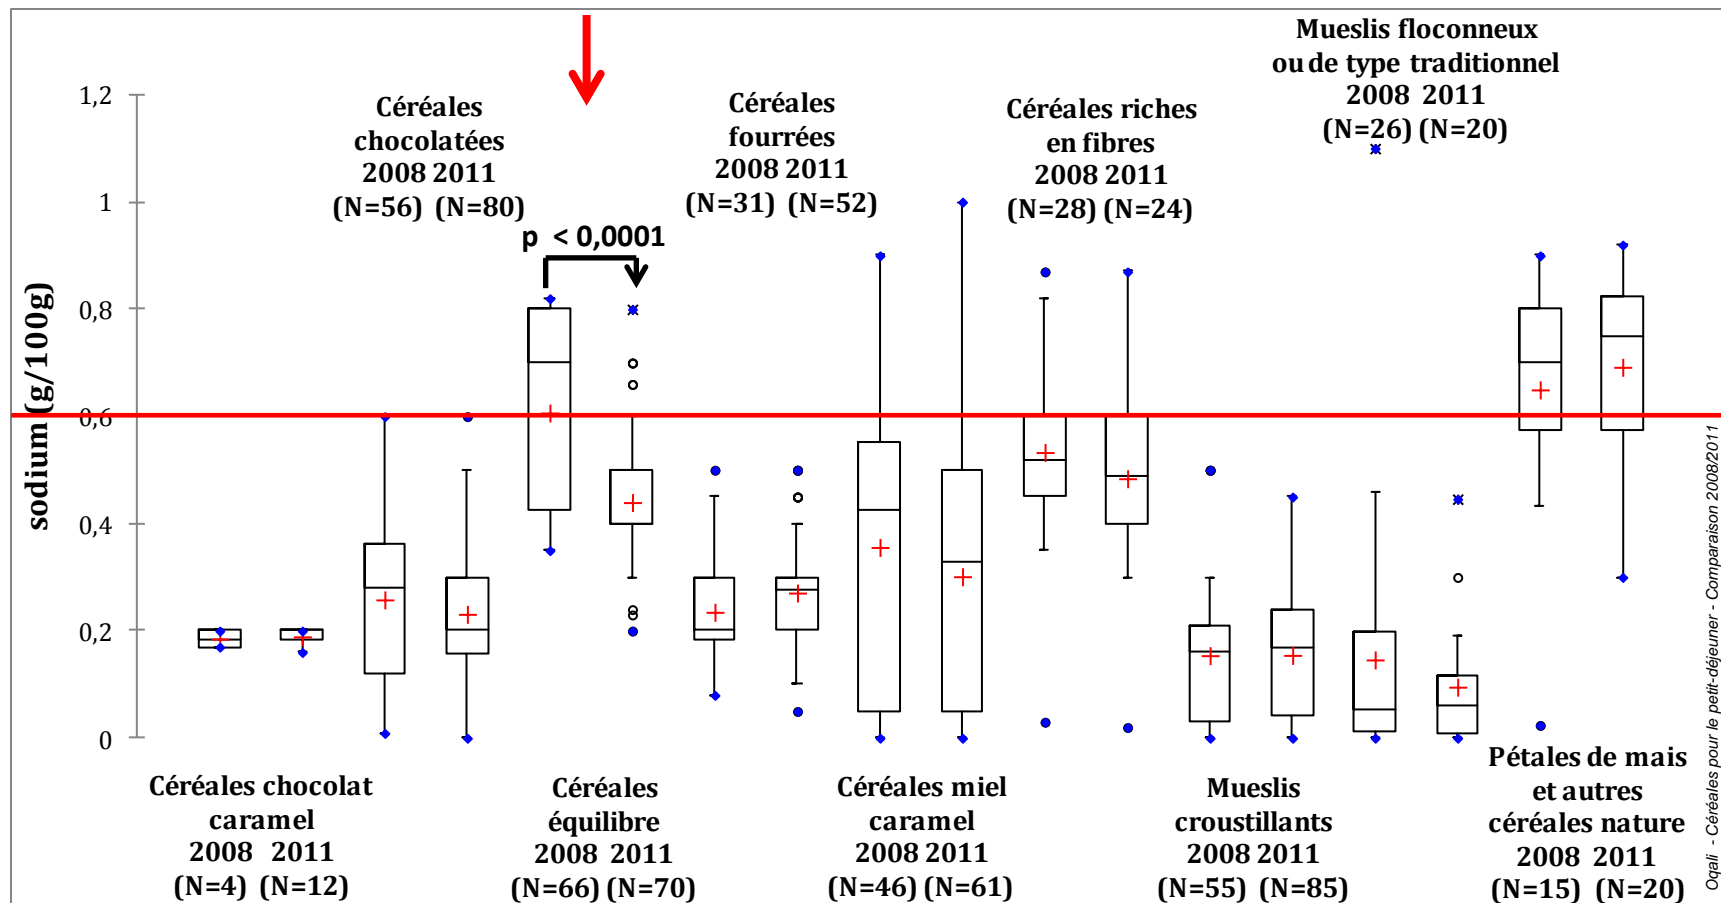 Mueslis floconneux
ou de type traditionnel
2008 2011
(N=26) (N=20)
Céréales
chocolatées
2008 2011
(N=56) (N=80)
Céréales
fourrées
2008 2011
(N=31) (N=52)
Céréales riches
en fibres
2008 2011
(N=28) (N=24)
p < 0,0001
sodium (g/100g)
1,2
1
0,8
0,6
0,4
0,2
0
Céréales chocolat
caramel
2008 2011
(N=4) (N=12)
Céréales
équilibre
2008 2011
(N=66) (N=70)
Céréales miel
caramel
2008 2011
(N=46) (N=61)
Mueslis
croustillants
2008 2011
(N=55) (N=85)
Pétales de mais
et autres
céréales nature
2008 2011
(N=15) (N=20)
Oqali - Céréales pour le petit-déjeuner - Comparaison 2008/2011